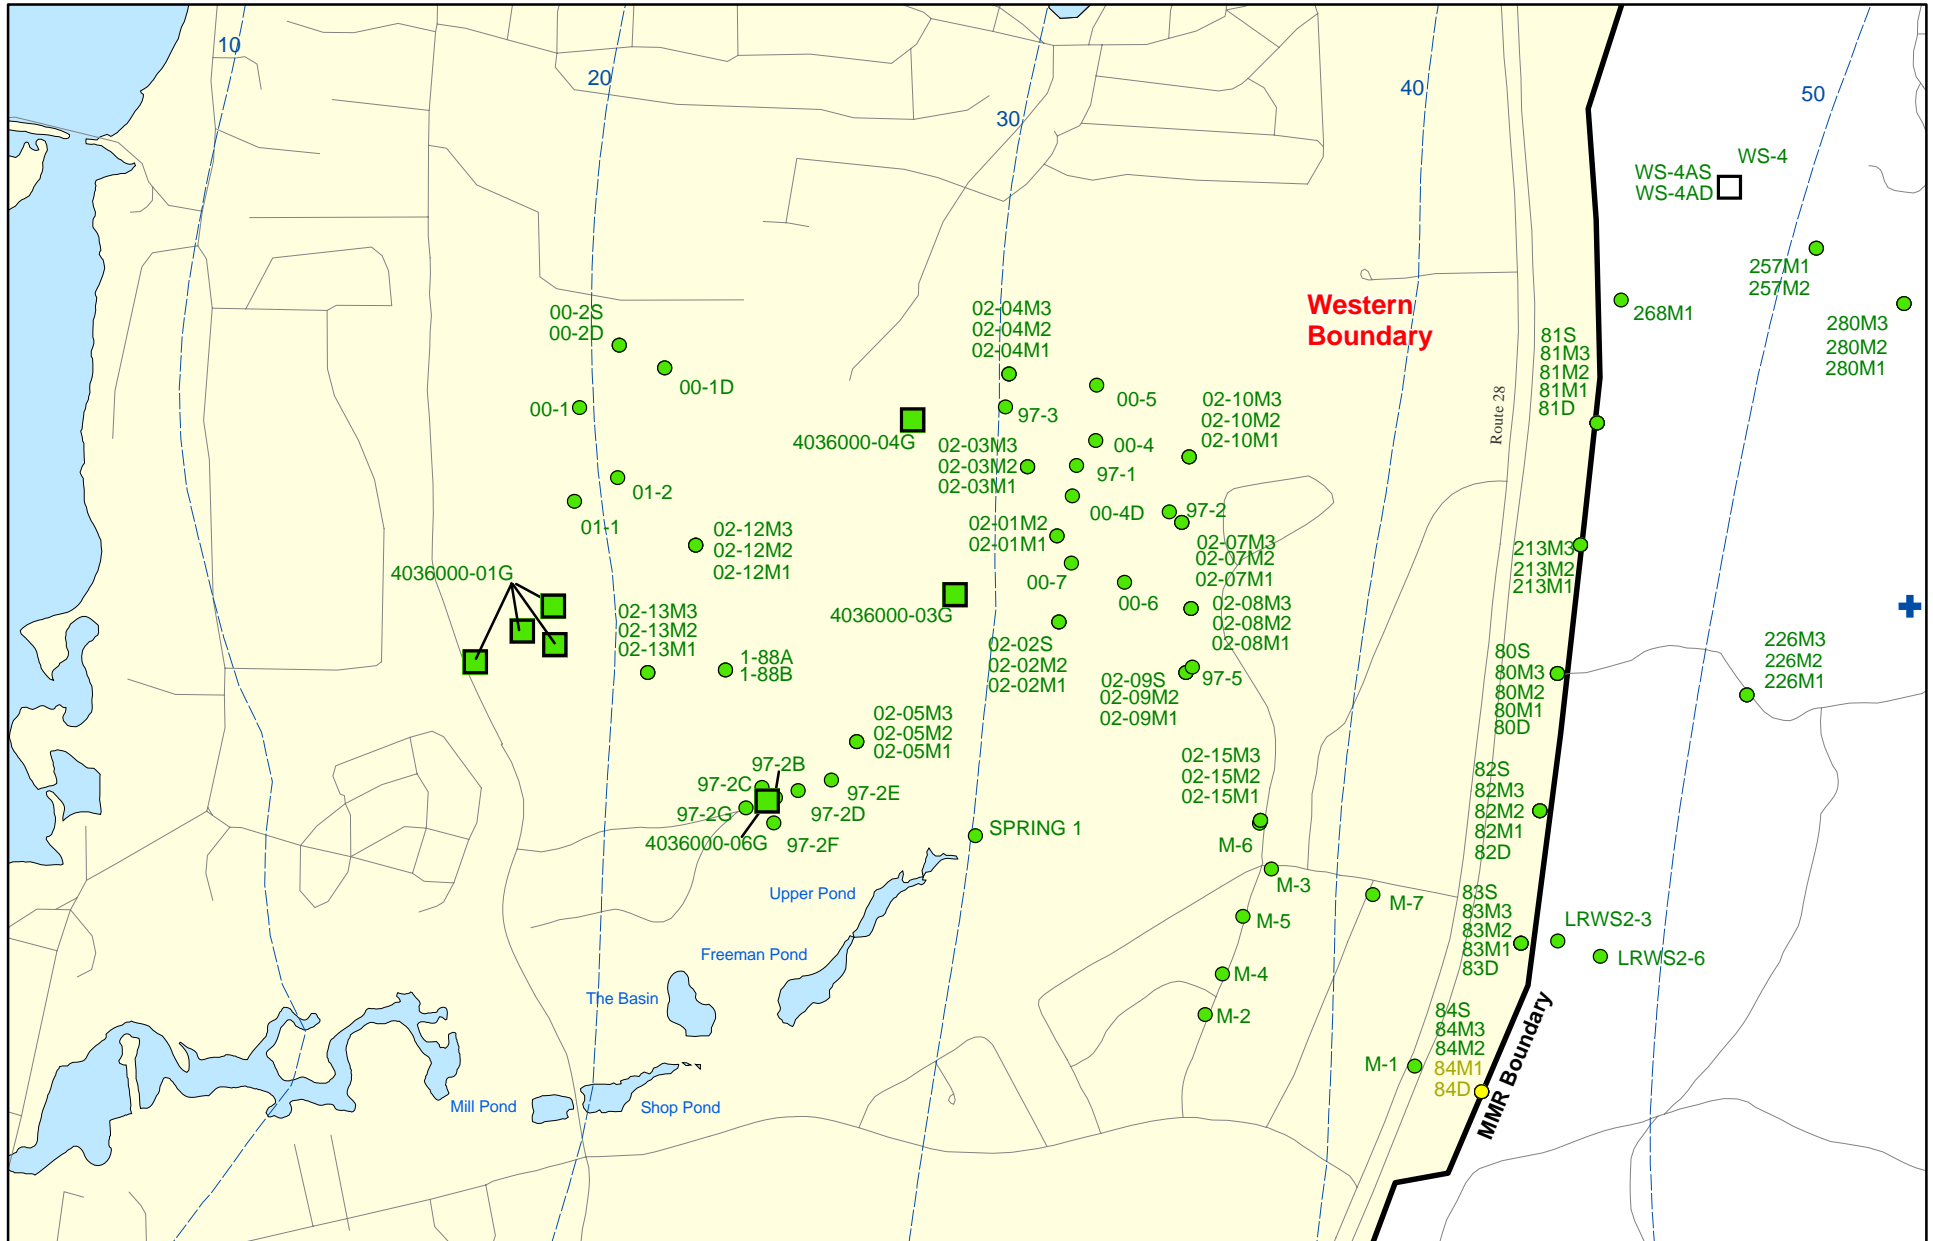 10
20
30
40
50
WS-4
WS-4AS
WS-4AD
257M1
257M2
268M1
280M3
280M2
280M1
Western
Boundary
00-2S
00-2D
00-1D
00-1
02-04M3
02-04M2
02-04M1
97-3
00-5
00-4
97-1
02-10M3
02-10M2
02-10M1
81S
81M3
81M2
81M1
81D
Route 28
4036000-04G
02-03M3
02-03M2
02-03M1
01-2
01-1
00-4D
97-2
02-01M2
02-01M1
02-12M3
02-12M2
02-12M1
02-07M3
02-07M2
02-07M1
213M3
213M2
213M1
4036000-01G
00-7
00-6
4036000-03G
02-13M3
02-13M2
02-13M1
02-08M3
02-08M2
02-08M1
02-02S
02-02M2
02-02M1
1-88A
1-88B
02-09S
02-09M2
02-09M1
97-5
80S
80M3
80M2
80M1
80D
226M3
226M2
226M1
02-05M3
02-05M2
02-05M1
97-2B
97-2C
97-2E
97-2G
97-2D
4036000-06G
97-2F
02-15M3
02-15M2
02-15M1
82S
82M3
82M2
82M1
82D
SPRING 1
M-6
M-3
M-7
M-5
M-4
M-2
M-1
Upper Pond
Freeman Pond
The Basin
Mill Pond
Shop Pond
83S
83M3
83M2
83M1
83D
LRWS2-3
LRWS2-6
84S
84M3
84M2
84M1
84D
MMR Boundary